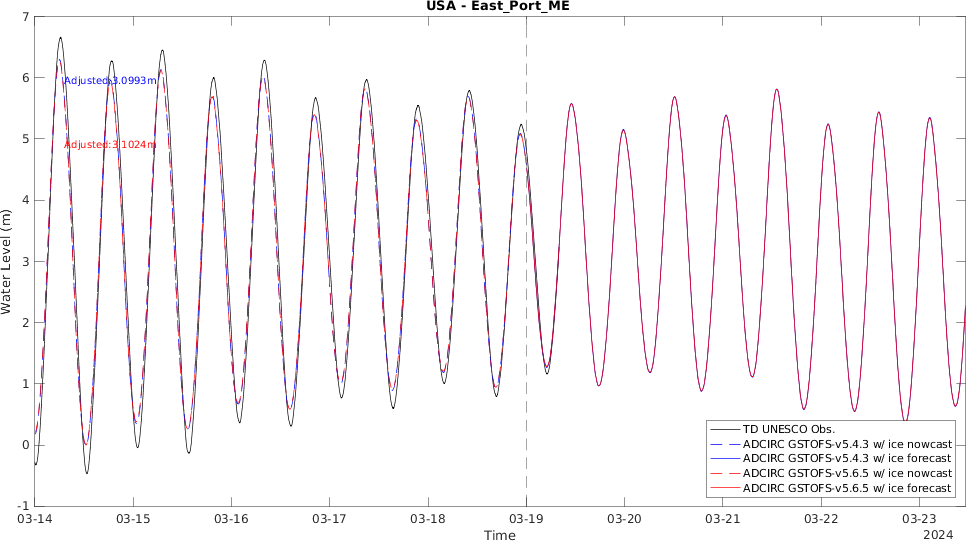 USA - East_Port_ME
7
6
5
4
3
2
1
0
-1
Water Level (m)
Adjusted:3.0993m
Adjusted:3.1024m
TD UNESCO Obs.
ADCIRC GSTOFS-v5.4.3 w/ ice nowcast
ADCIRC GSTOFS-v5.4.3 w/ ice forecast
ADCIRC GSTOFS-v5.6.5 w/ ice nowcast
ADCIRC GSTOFS-v5.6.5 w/ ice forecast
03-14 03-15 03-16 03-17 03-18 03-19 03-20 03-21 03-22 03-23
Time
2024